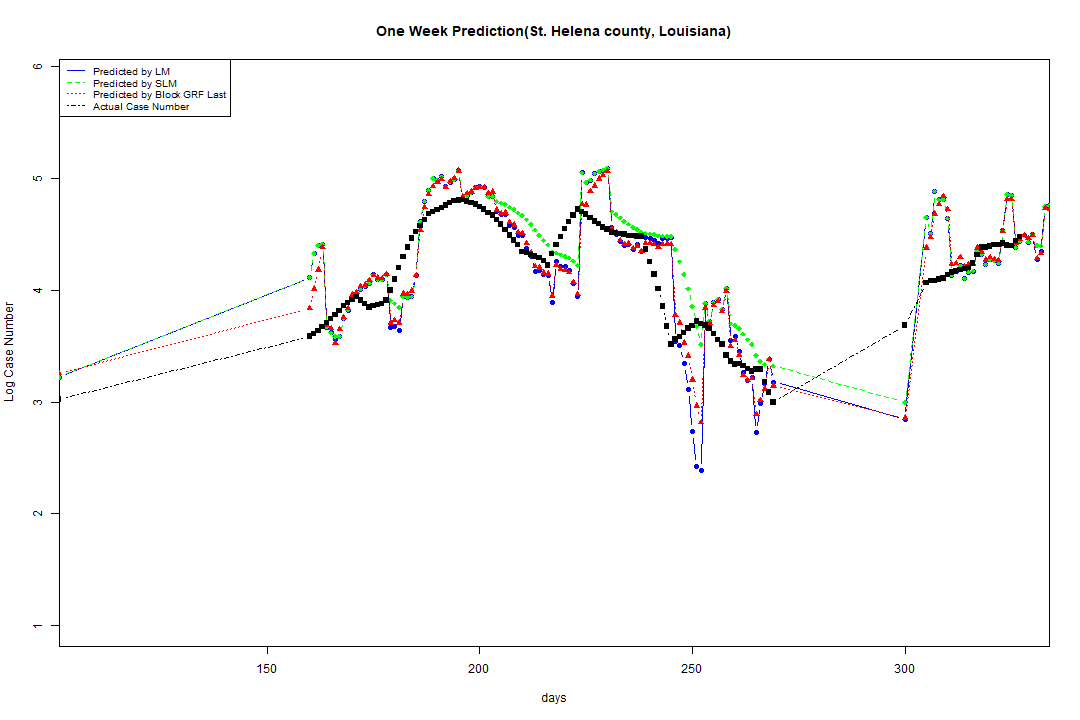 One Week Prediction(St. Helena county, Louisiana)
Predicted by LM
Predicted by SLM
Predicted by Block GRF Last
Actual Case Number
6
5
4
3
2
1
Log Case Number
150 200 250 300
days